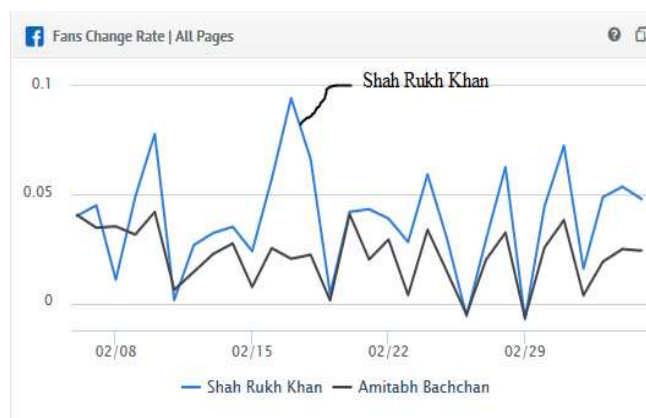 Fans Change Rate | All Pages
0.1
Shah Rukh Khan
0.05
0
02/08 02/15 02/22 02/29
Shah Rukh Khan Amitabh Bachchan